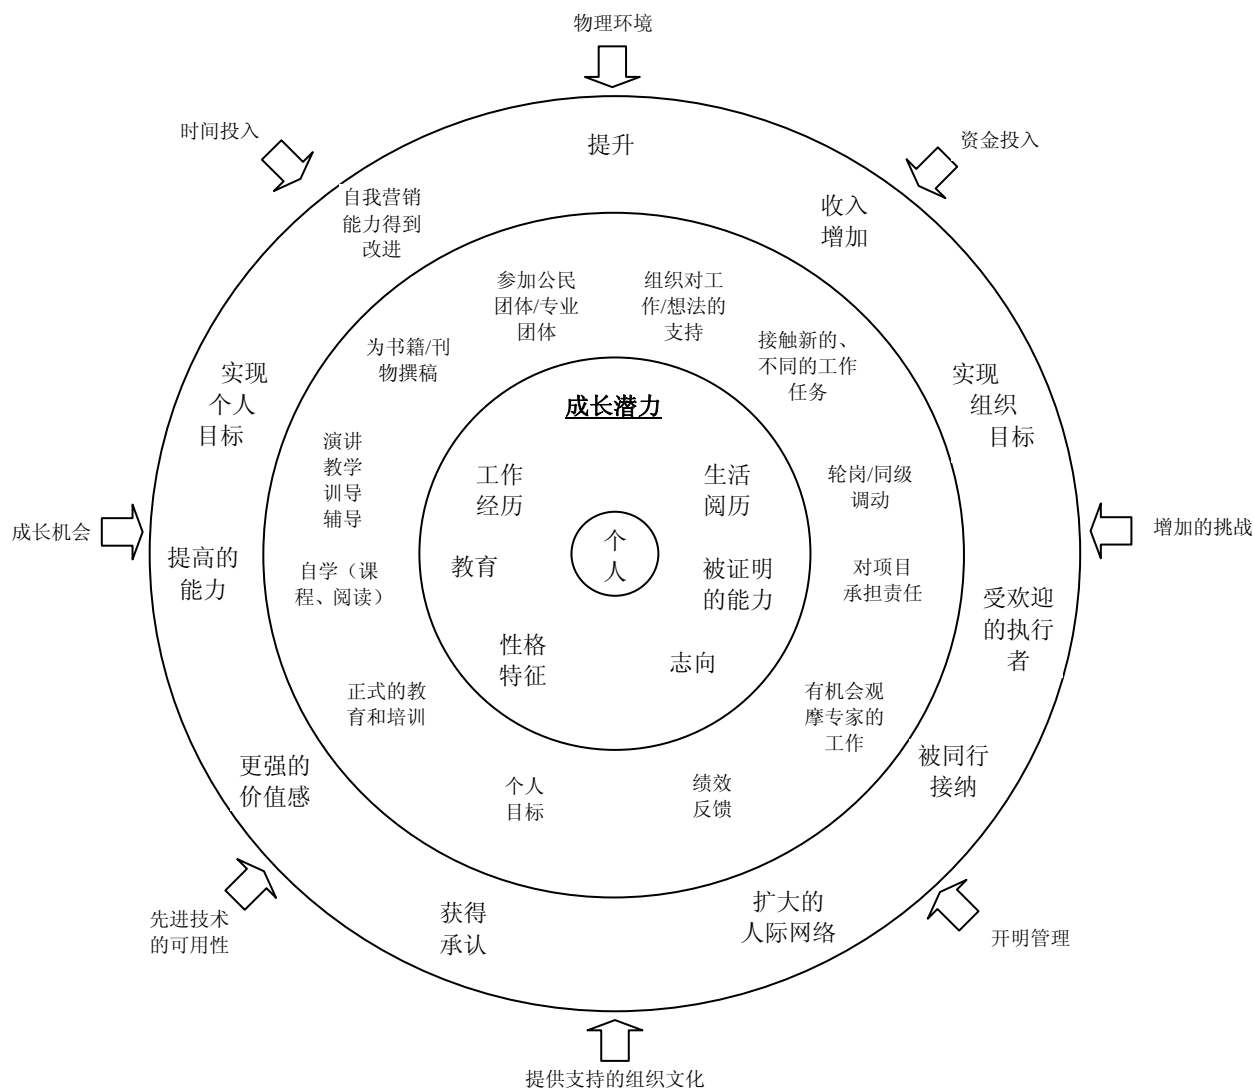 物理环境
时间投入
资金投入
提升
自我营销
能力得到
改进
收入
增加
参加公民
团体/专业
团体
组织对工
作/想法的
支持
为书籍/刊
物撰稿
接触新的、
不同的工作
任务
实现
个人
目标
实现
组织
目标
成长潜力
演讲
教学
训导
辅导
工作
经历
生活
阅历
轮岗/同级
调动
成长机会
增加的挑战
提高的
能力
自学（课
程、阅读）
教育
个
人
被证明
的能力
对项目
承担责任
受欢迎
的执行
者
性格
特征
志向
正式的教
育和培训
有机会观
摩专家的
工作
更强的
价值感
被同行
接纳
个人
目标
绩效
反馈
先进技术
的可用性
获得
承认
扩大的
人际网络
开明管理
提供支持的组织文化